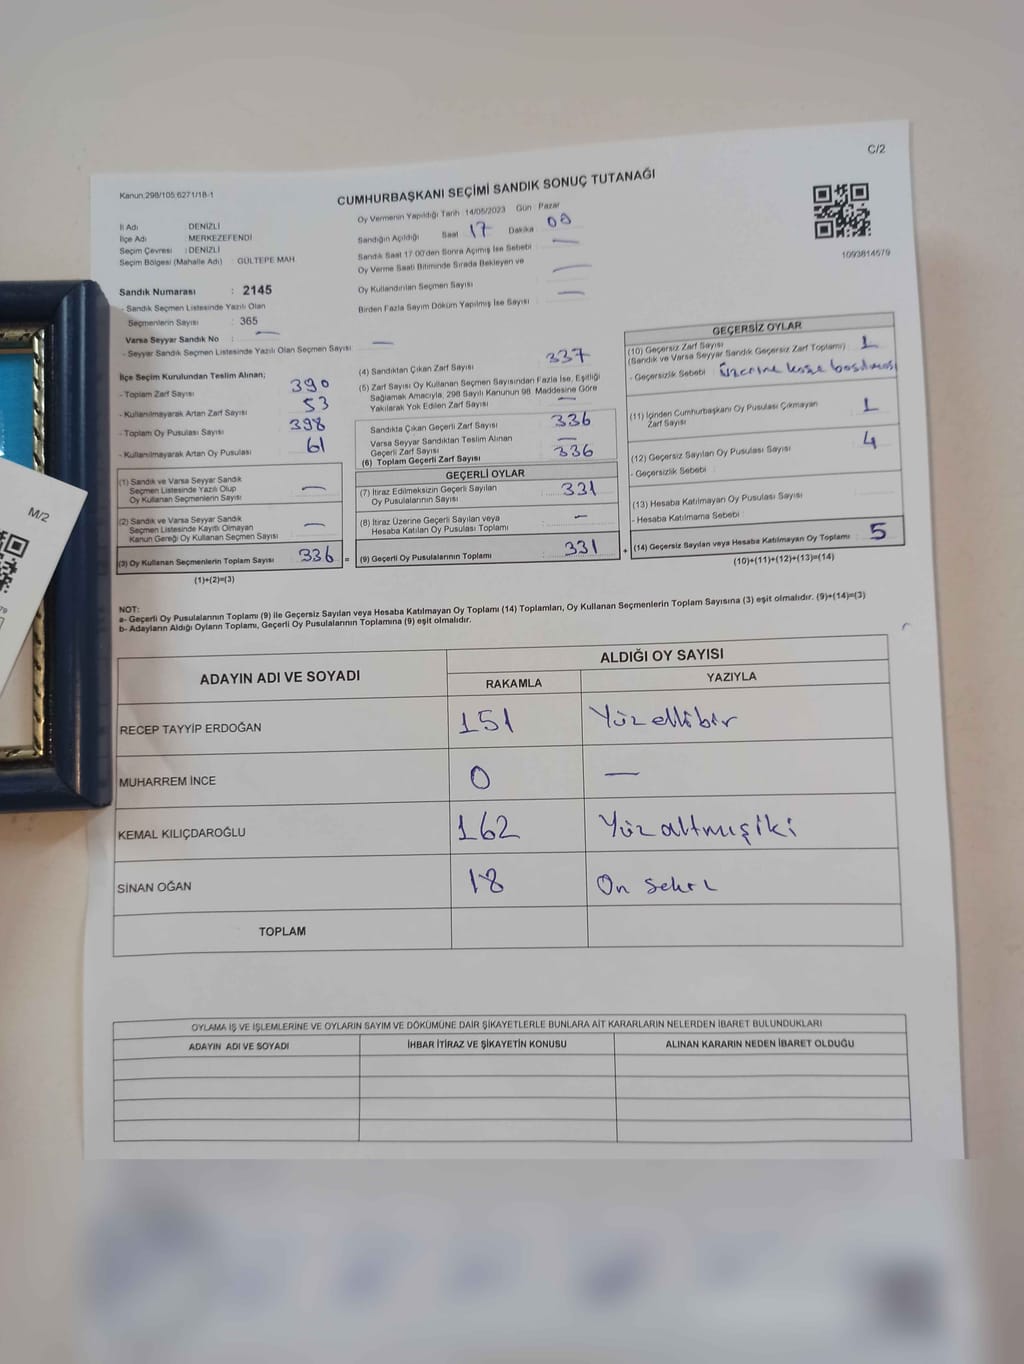 C/2
Kanun.298/105.6271/18-1
CUMHURBAŞKANI SEÇİMİ SANDIK SONUÇ TUTANAĞI
İl Adı DENİZLİ
İlçe Adı : MERKEZEFENDİ
Seçim Çevresi : DENİZLİ
Seçim Bölgesi (Mahalle Adı) : GÜLTEPE MAH
Oy Vermenin Yapıldığı Tarih 14/05/2023 Gün : Pazar
Sandığın Açıldığı Saat 17 Dakika
Sandık Saat 17:00'den Sonra Açılmış İse Sebebi —
Oy Verme Saati Bitiminde Sırada Bekleyen ve
Oy Kullandırılan Seçmen Sayısı —
Birden Fazla Sayım Döküm Yapılmış İse Sayısı —
1093814579
Sandık Numarası : 2145
- Sandık Seçmen Listesinde Yazılı Olan
Seçmenlerin Sayısı : 365
Varsa Seyyar Sandık No : —
- Seyyar Sandık Seçmen Listesinde Yazılı Olan Seçmen Sayısı —
İlçe Seçim Kurulundan Teslim Alınan;
- Toplam Zarf Sayısı 390
- Kullanılmayarak Artan Zarf Sayısı 53
- Toplam Oy Pusulası Sayısı 398
- Kullanılmayarak Artan Oy Pusulası 61
(1) Sandık ve Varsa Seyyar Sandık
Seçmen Listesinde Yazılı Olup
Oy Kullanan Seçmenlerin Sayısı —
(2) Sandık ve Varsa Seyyar Sandık
Seçmen Listesinde Kayıtlı Olmayan
Kanun Gereği Oy Kullanan Seçmen Sayısı —
(3) Oy Kullanan Seçmenlerin Toplam Sayısı 336 =
(1)+(2)=(3)
(4) Sandıktan Çıkan Zarf Sayısı 337
(5) Zarf Sayısı Oy Kullanan Seçmen Sayısından Fazla İse, Eşitliği
Sağlamak Amacıyla, 298 Sayılı Kanunun 98. Maddesine Göre
Yakılarak Yok Edilen Zarf Sayısı —
Sandıkta Çıkan Geçerli Zarf Sayısı 336
Varsa Seyyar Sandıktan Teslim Alınan
Geçerli Zarf Sayısı —
(6) Toplam Geçerli Zarf Sayısı 336
GEÇERLİ OYLAR
(7) İtiraz Edilmeksizin Geçerli Sayılan
Oy Pusulalarının Sayısı 331
(8) İtiraz Üzerine Geçerli Sayılan veya
Hesaba Katılan Oy Pusulası Toplamı —
(9) Geçerli Oy Pusulalarının Toplamı 331 +
GEÇERSİZ OYLAR
(10) Geçersiz Zarf Sayısı
(Sandık ve Varsa Seyyar Sandık Geçersiz Zarf Toplamı) 1
- Geçersizlik Sebebi : üzerine kaşe basılmış
(11) İçinden Cumhurbaşkanı Oy Pusulası Çıkmayan
Zarf Sayısı 1
(12) Geçersiz Sayılan Oy Pusulası Sayısı 4
- Geçersizlik Sebebi :
(13) Hesaba Katılmayan Oy Pusulası Sayısı
- Hesaba Katılmama Sebebi :
(14) Geçersiz Sayılan veya Hesaba Katılmayan Oy Toplamı : 5
(10)+(11)+(12)+(13)=(14)
NOT:
a- Geçerli Oy Pusulalarının Toplamı (9) ile Geçersiz Sayılan veya Hesaba Katılmayan Oy Toplamı (14) Toplamları, Oy Kullanan Seçmenlerin Toplam Sayısına (3) eşit olmalıdır. (9)+(14)=(3)
b- Adayların Aldığı Oyların Toplamı, Geçerli Oy Pusulalarının Toplamına (9) eşit olmalıdır.
ADAYIN ADI VE SOYADI ALDIĞI OY SAYISI
RAKAMLA YAZIYLA
RECEP TAYYİP ERDOĞAN 151 Yüz ellibir
MUHARREM İNCE 0 —
KEMAL KILIÇDAROĞLU 162 Yüz altmışiki
SİNAN OĞAN 18 On sekiz
TOPLAM
OYLAMA İŞ VE İŞLEMLERİNE VE OYLARIN SAYIM VE DÖKÜMÜNE DAİR ŞİKAYETLERLE BUNLARA AİT KARARLARIN NELERDEN İBARET BULUNDUKLARI
ADAYIN ADI VE SOYADI İHBAR İTİRAZ VE ŞİKAYETİN KONUSU ALINAN KARARIN NEDEN İBARET OLDUĞU
M/2